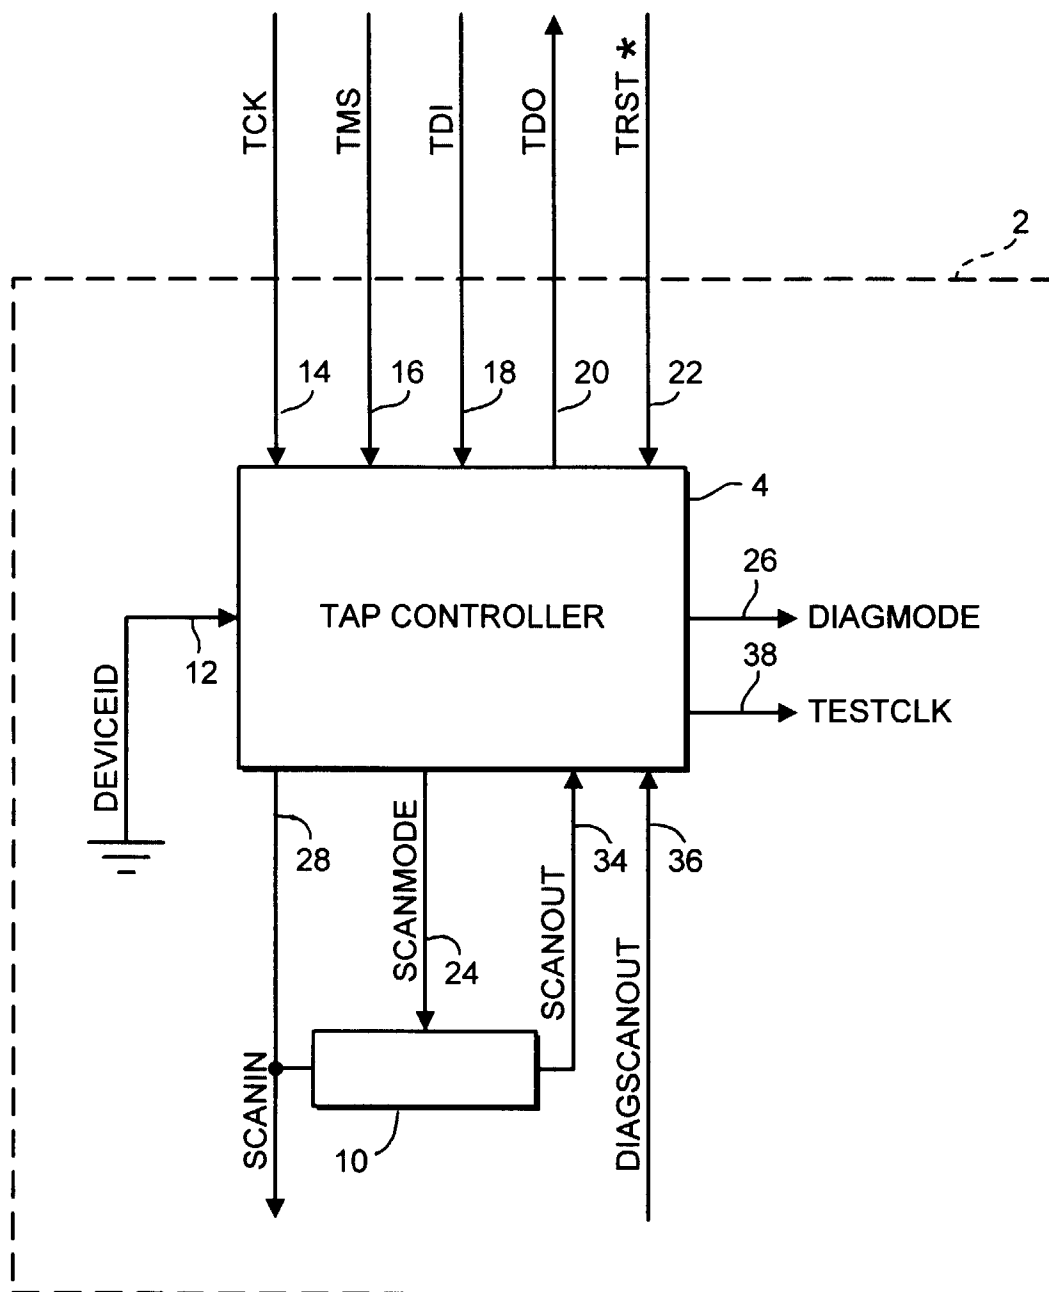 TCK
TMS
TDI
TDO
TRST *
2
14
16
18
20
22
4
TAP CONTROLLER
26
DIAGMODE
12
38
TESTCLK
DEVICEID
28
SCANMODE
24
SCANOUT
34
36
DIAGSCANOUT
SCANIN
10